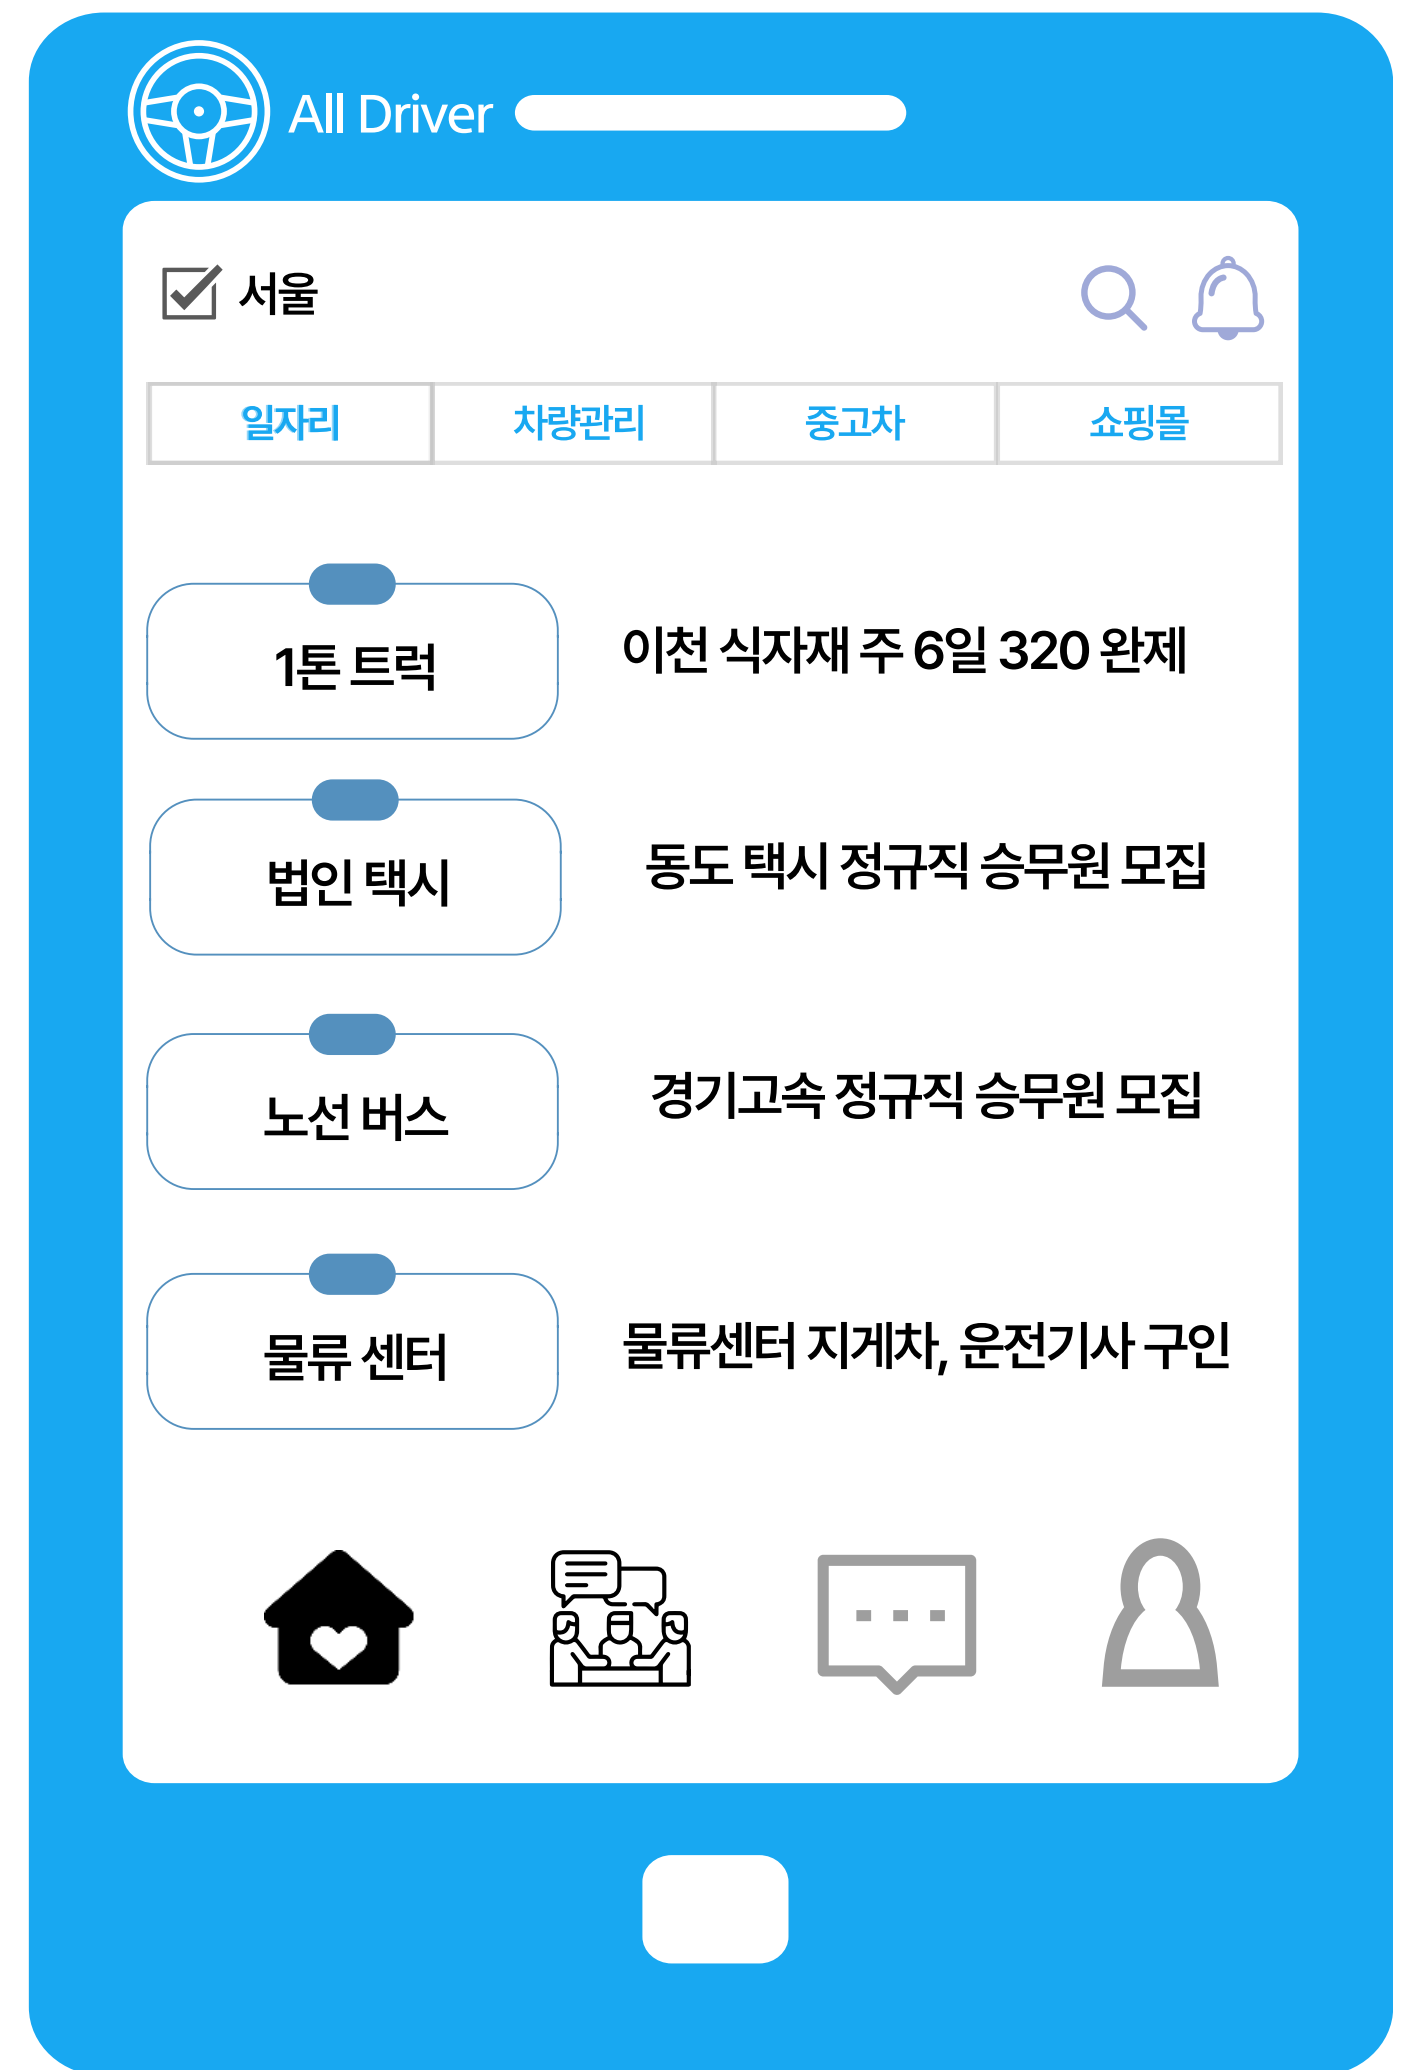 All Driver
서울
일자리 차량관리 중고차 쇼핑몰
1톤 트럭
이천 식자재 주 6일 320 완제
법인 택시
동도 택시 정규직 승무원 모집
노선 버스
경기고속 정규직 승무원 모집
물류 센터
물류센터 지게차, 운전기사 구인